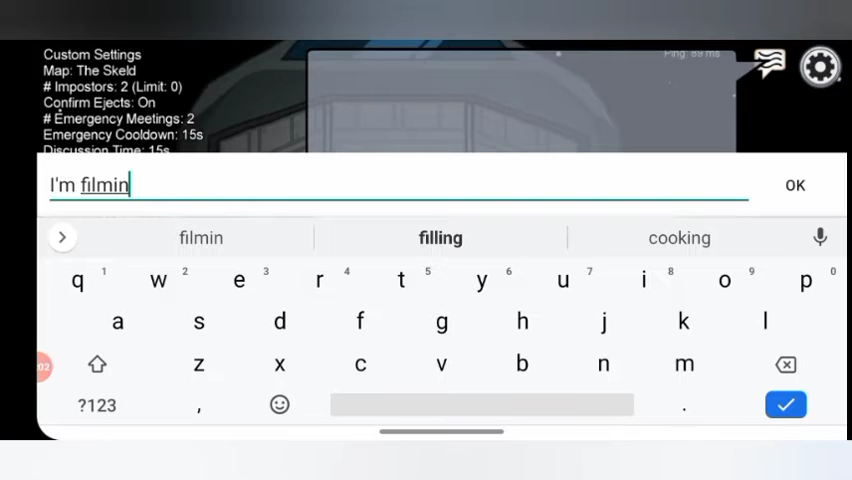 Custom Settings
Map: The Skeld
# Impostors: 2 (Limit: 0)
Confirm Ejects: On
# Emergency Meetings: 2
Emergency Cooldown: 15s
Discussion Time: 15s
Ping: 89 ms
I'm filmin
OK
filmin filling cooking
q 1 w 2 e 3 r 4 t 5 y 6 u 7 i 8 o 9 p 0
a s d f g h j k l
z x c v b n m
?123 , .
02